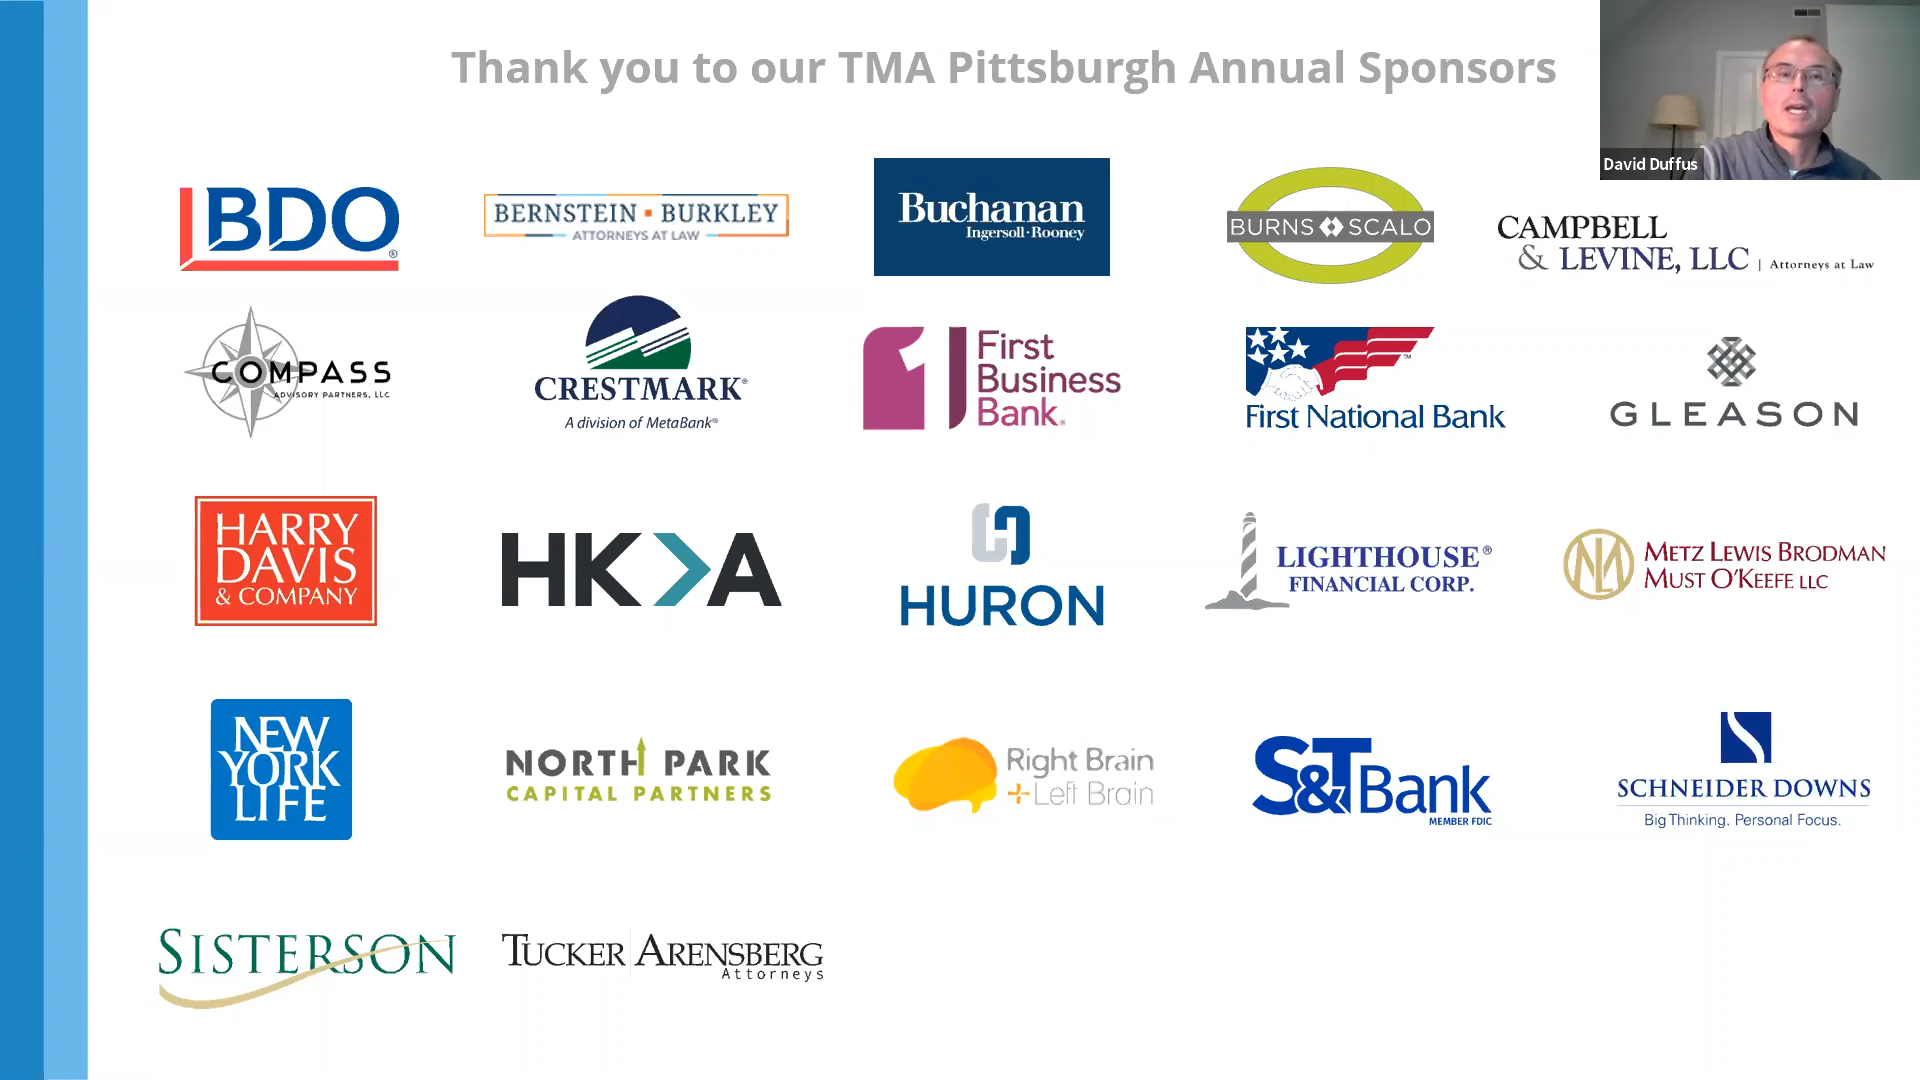 Thank you to our TMA Pittsburgh Annual Sponsors
David Duffus
BDO®
BERNSTEIN ▪ BURKLEY
ATTORNEYS AT LAW
Buchanan
Ingersoll · Rooney
BURNS SCALO
CAMPBELL
& LEVINE, LLC | Attorneys at Law
COMPASS
ADVISORY PARTNERS, LLC
CRESTMARK®
A division of MetaBank®
1 First
Business
Bank®
First National Bank™
GLEASON
HARRY
DAVIS
& COMPANY
HK>A
HURON
LIGHTHOUSE®
FINANCIAL CORP.
METZ LEWIS BRODMAN
MUST O'KEEFE LLC
NEW
YORK
LIFE
NORTH PARK
CAPITAL PARTNERS
Right Brain
+Left Brain
S&T Bank
MEMBER FDIC
SCHNEIDER DOWNS
Big Thinking. Personal Focus.
SISTERSON
TUCKER ARENSBERG
Attorneys